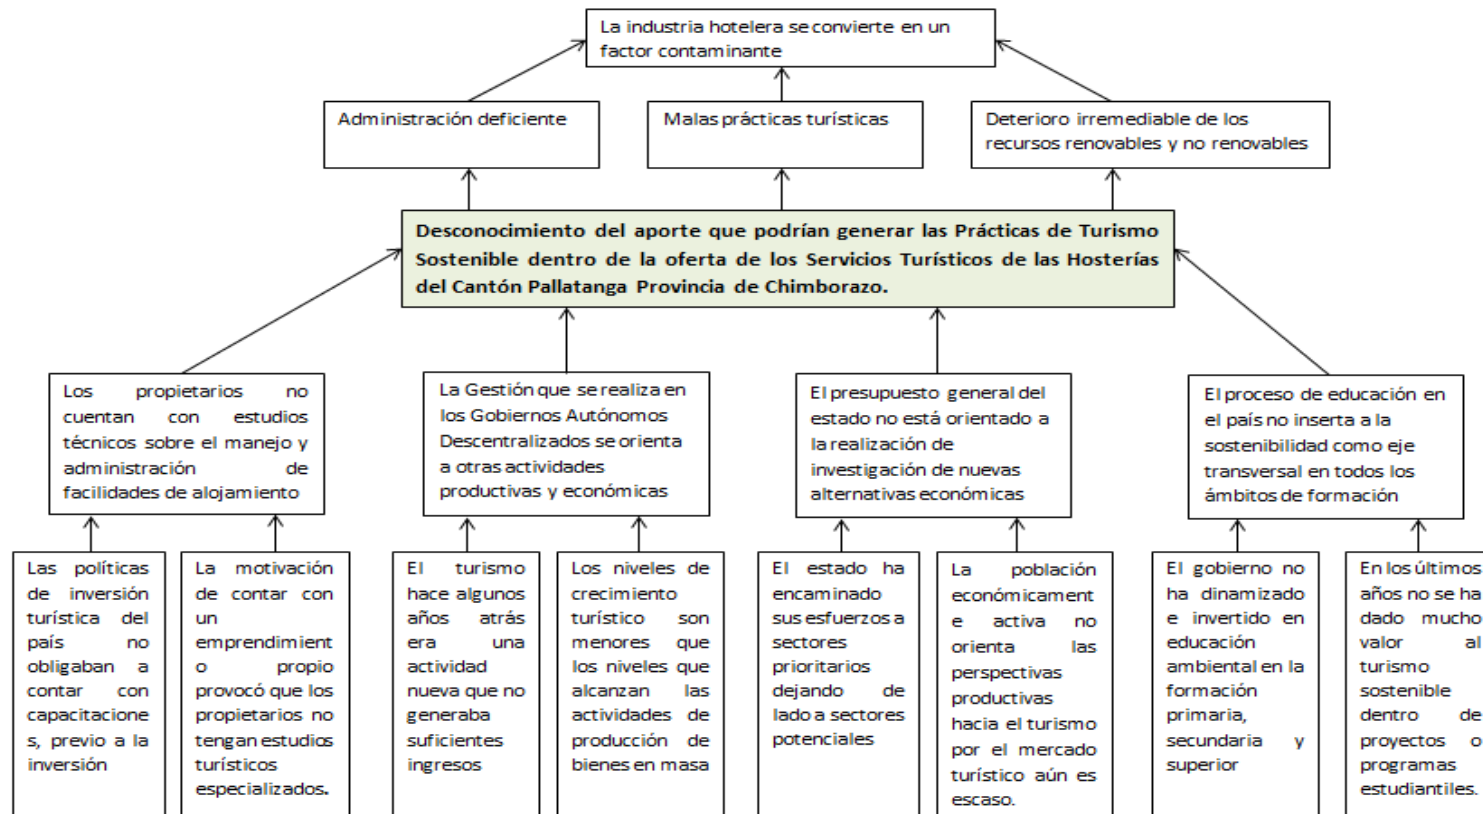 La industria hotelera se convierte en un
factor contaminante
Administración deficiente
Malas prácticas turísticas
Deterioro irremediable de los
recursos renovables y no renovables
Desconocimiento del aporte que podrían generar las Prácticas de Turismo
Sostenible dentro de la oferta de los Servicios Turísticos de las Hosterías
del Cantón Pallatanga Provincia de Chimborazo.
Los propietarios no
cuentan con estudios
técnicos sobre el manejo y
administración de
facilidades de alojamiento
La Gestión que se realiza en
los Gobiernos Autónomos
Descentralizados se orienta
a otras actividades
productivas y económicas
El presupuesto general del
estado no está orientado a
la realización de
investigación de nuevas
alternativas económicas
El proceso de educación en
el país no inserta a la
sostenibilidad como eje
transversal en todos los
ámbitos de formación
Las políticas
de inversión
turística del
país no
obligaban a
contar con
capacitacione
s, previo a la
inversión
La motivación
de contar con
un
emprendimient
o propio
provocó que los
propietarios no
tengan estudios
turísticos
especializados.
El turismo
hace algunos
años atrás
era una
actividad
nueva que no
generaba
suficientes
ingresos
Los niveles de
crecimiento
turístico son
menores que
los niveles que
alcanzan las
actividades de
producción de
bienes en masa
El estado ha
encaminado
sus esfuerzos a
sectores
prioritarios
dejando de
lado a sectores
potenciales
La población
económicament
e activa no
orienta las
perspectivas
productivas
hacia el turismo
por el mercado
turístico aún es
escaso.
El gobierno no
ha dinamizado
e invertido en
educación
ambiental en la
formación
primaria,
secundaria y
superior
En los últimos
años no se ha
dado mucho
valor al
turismo
sostenible
dentro de
proyectos o
programas
estudiantiles.